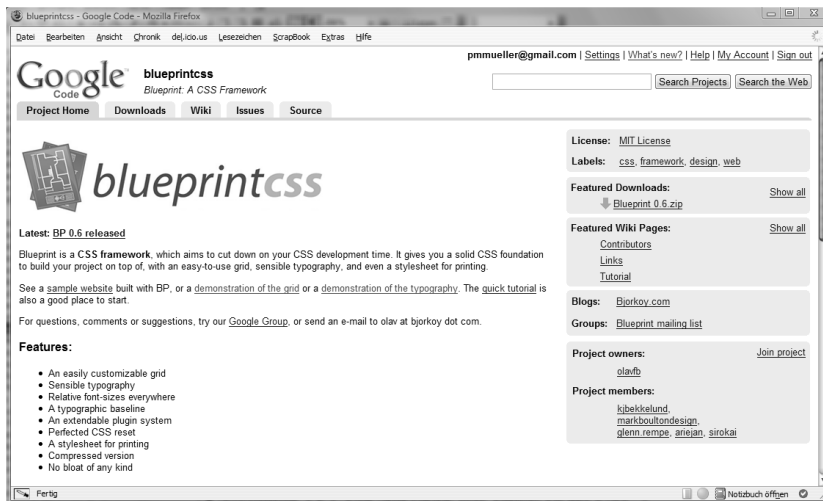 blueprintcss - Google Code - Mozilla Firefox
Datei Bearbeiten Ansicht Chronik del.icio.us Lesezeichen ScrapBook Extras Hilfe
pmmueller@gmail.com | Settings | What's new? | Help | My Account | Sign out
Google Code
blueprintcss
Blueprint: A CSS Framework
Search Projects Search the Web
Project Home Downloads Wiki Issues Source
blueprintcss
Latest: BP 0.6 released
Blueprint is a CSS framework, which aims to cut down on your CSS development time. It gives you a solid CSS foundation
to build your project on top of, with an easy-to-use grid, sensible typography, and even a stylesheet for printing.
See a sample website built with BP, or a demonstration of the grid or a demonstration of the typography. The quick tutorial is
also a good place to start.
For questions, comments or suggestions, try our Google Group, or send an e-mail to olav at bjorkoy dot com.
Features:
An easily customizable grid
Sensible typography
Relative font-sizes everywhere
A typographic baseline
An extendable plugin system
Perfected CSS reset
A stylesheet for printing
Compressed version
No bloat of any kind
License: MIT License
Labels: css, framework, design, web
Featured Downloads: Show all
Blueprint 0.6.zip
Featured Wiki Pages: Show all
Contributors
Links
Tutorial
Blogs: Bjorkoy.com
Groups: Blueprint mailing list
Project owners: Join project
olavfb
Project members:
kjbekkelund,
markboultondesign,
glenn.rempe, ariejan, sirokai
Fertig
Notizbuch öffnen